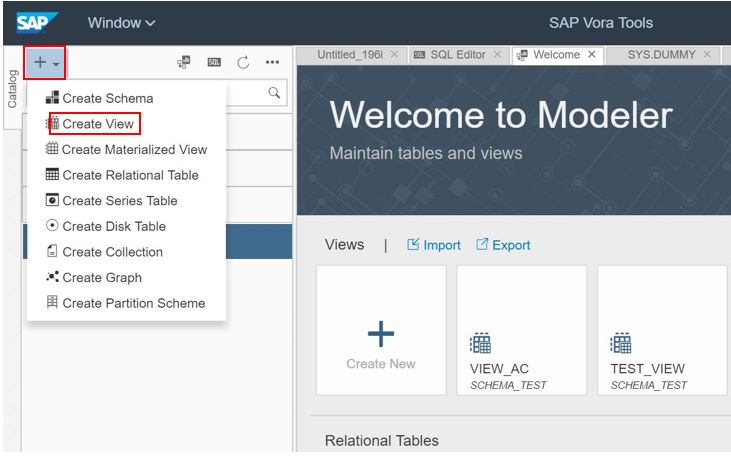 SAP Window SAP Vora Tools
Catalog
SQL
Untitled_196i SQL SQL Editor Welcome SYS.DUMMY
Create Schema
Create View
Create Materialized View
Create Relational Table
Create Series Table
Create Disk Table
Create Collection
Create Graph
Create Partition Scheme
Welcome to Modeler
Maintain tables and views
Views | Import Export
Create New
VIEW_AC
SCHEMA_TEST
TEST_VIEW
SCHEMA_TEST
Relational Tables